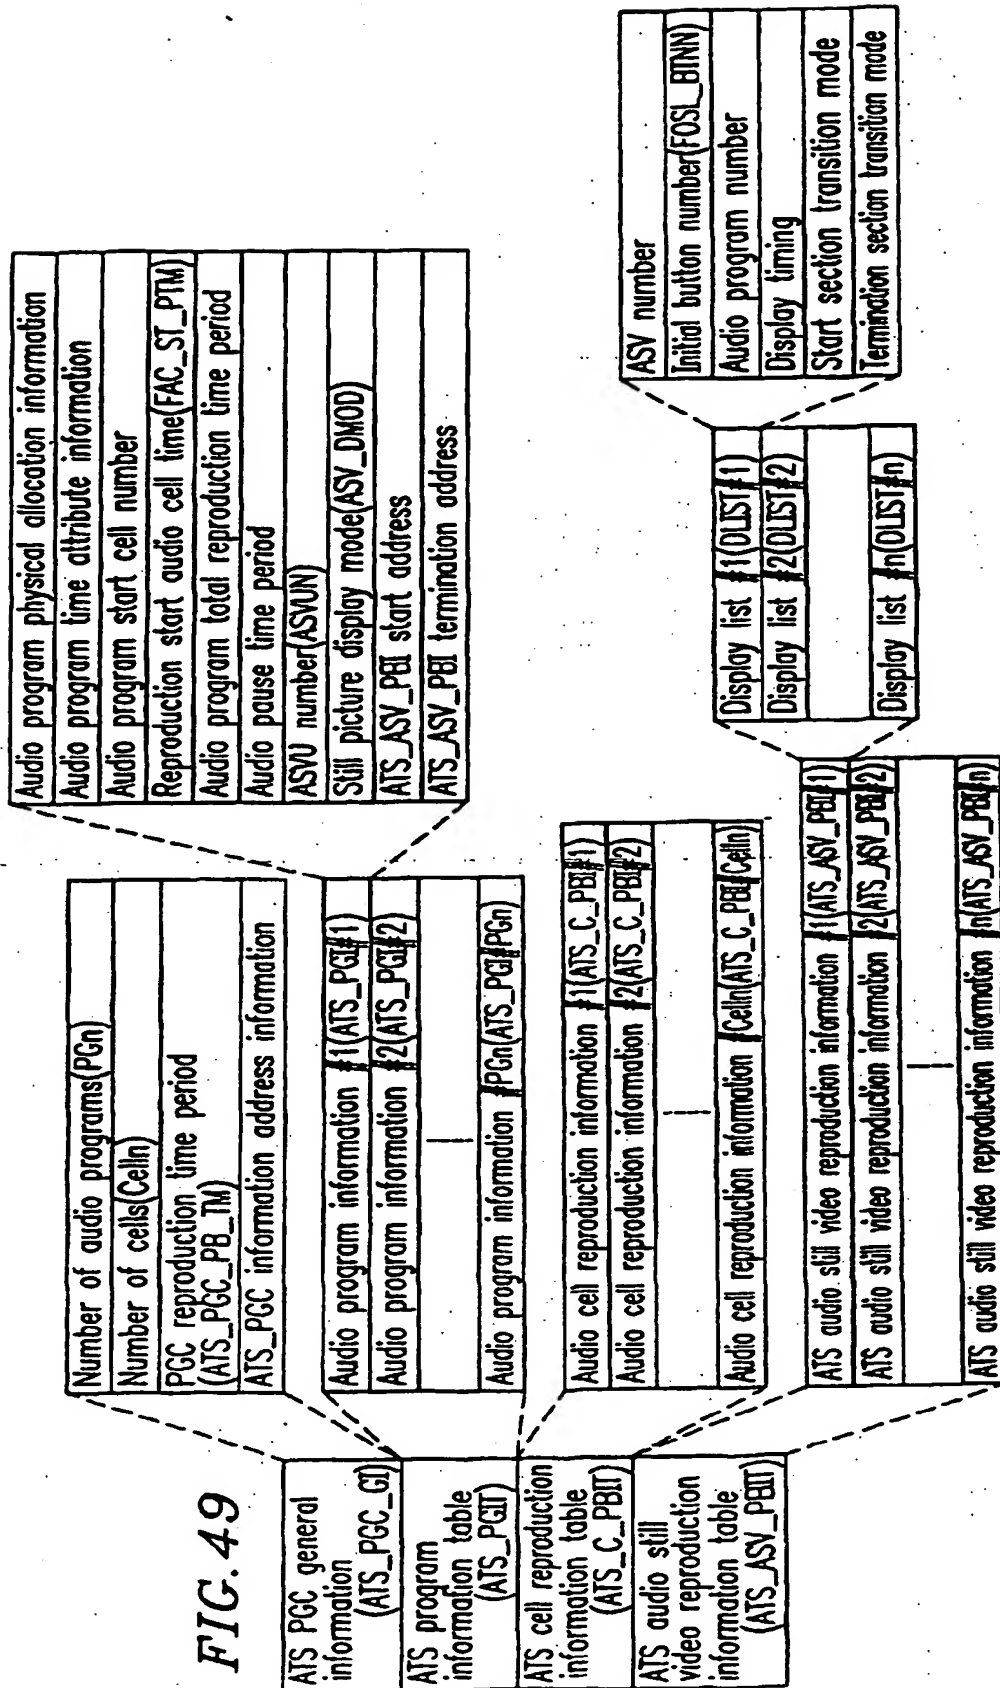 FIG. 49
ATS PGC general
information
(ATS_PGC_GI)
ATS program
information table
(ATS_PGIT)
ATS cell reproduction
information table
(ATS_C_PBIT)
ATS audio still
video reproduction
information table
(ATS_ASV_PBIT)
Number of audio programs(PGn)
Number of cells(Celln)
PGC reproduction time period
(ATS_PGC_PB_TM)
ATS_PGC information address information
Audio program information #1(ATS_PGI#1)
Audio program information #2(ATS_PGI#2)
Audio program information #PGn(ATS_PGI#PGn)
Audio cell reproduction information #1(ATS_C_PBI#1)
Audio cell reproduction information #2(ATS_C_PBI#2)
Audio cell reproduction information #Celln(ATS_C_PBI#Celln)
ATS audio still video reproduction information #1(ATS_ASV_PBI#1)
ATS audio still video reproduction information #2(ATS_ASV_PBI#2)
ATS audio still video reproduction information #n(ATS_ASV_PBI#n)
Audio program physical allocation information
Audio program time attribute information
Audio program start cell number
Reproduction start audio cell time(FAC_ST_PTM)
Audio program total reproduction time period
Audio pause time period
ASVU number(ASVUN)
Still picture display mode(ASV_DMOD)
ATS_ASV_PBI start address
ATS_ASV_PBI termination address
Display list #1(DLIST#1)
Display list #2(DLIST#2)
Display list #n(DLIST#n)
ASV number
Initial button number(FOSL_BTNN)
Audio program number
Display timing
Start section transition mode
Termination section transition mode